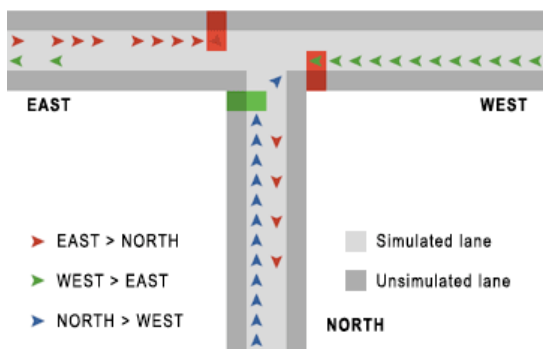 EAST
WEST
EAST > NORTH
Simulated lane
WEST > EAST
Unsimulated lane
NORTH > WEST
NORTH